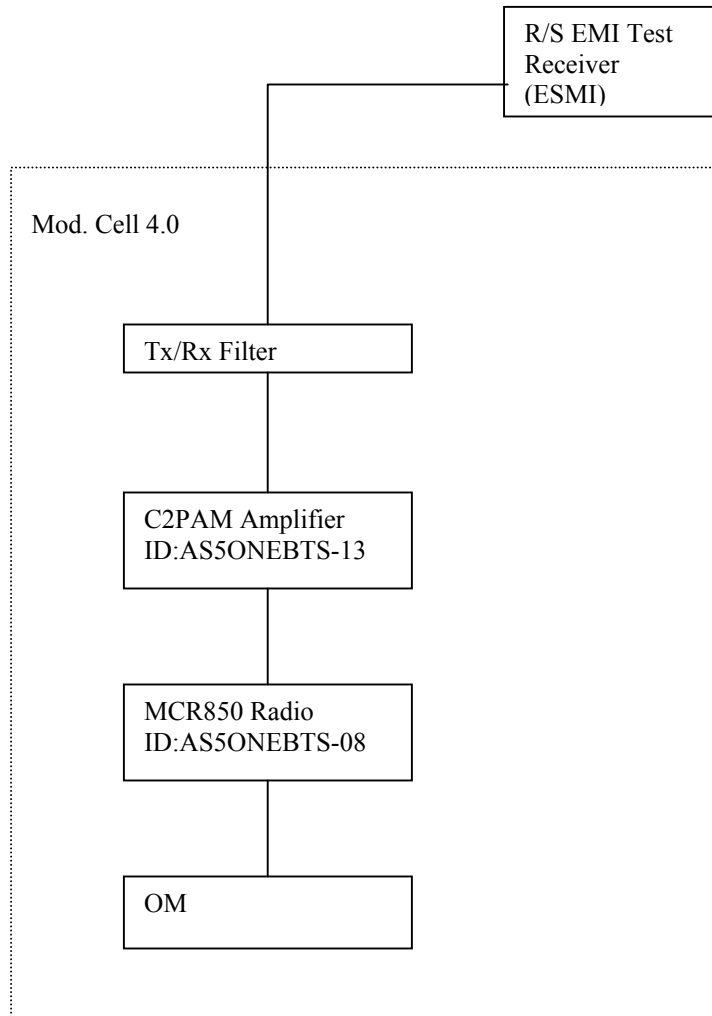 R/S EMI Test
Receiver
(ESMI)
Mod. Cell 4.0
Tx/Rx Filter
C2PAM Amplifier
ID:AS5ONEBTS-13
MCR850 Radio
ID:AS5ONEBTS-08
OM